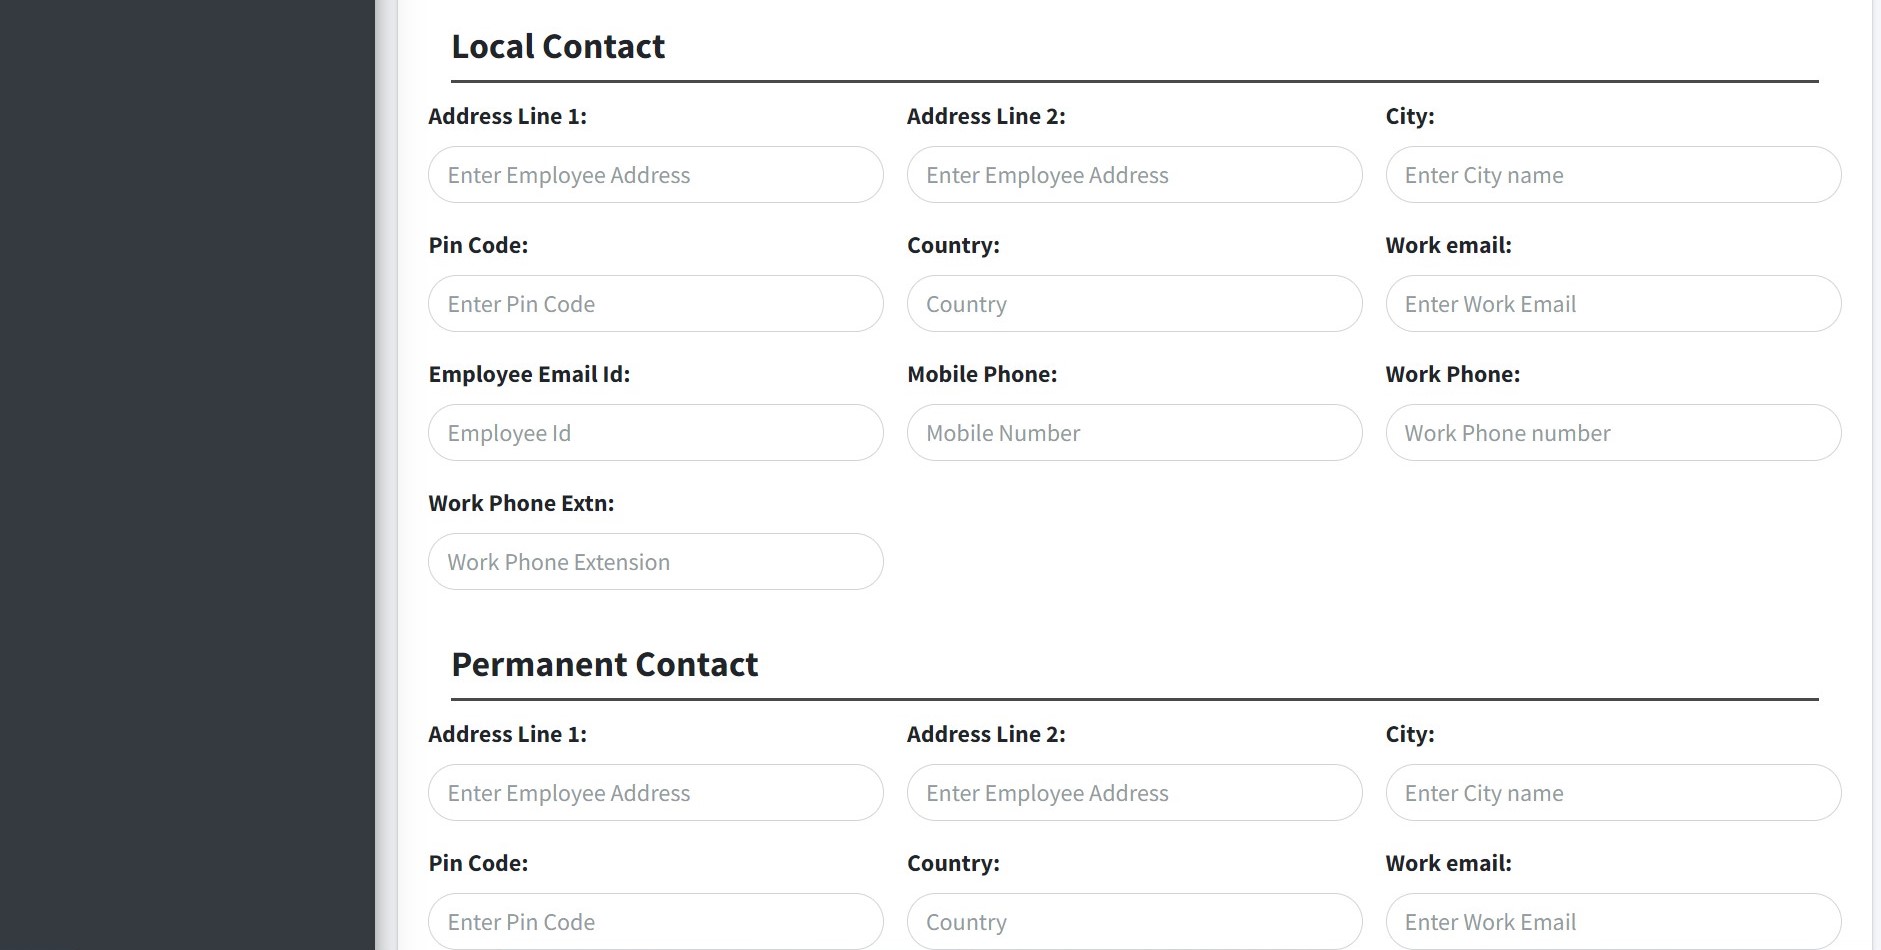 Local Contact
Address Line 1: Address Line 2: City:
Enter Employee Address Enter Employee Address Enter City name
Pin Code: Country: Work email:
Enter Pin Code Country Enter Work Email
Employee Email Id: Mobile Phone: Work Phone:
Employee Id Mobile Number Work Phone number
Work Phone Extn:
Work Phone Extension
Permanent Contact
Address Line 1: Address Line 2: City:
Enter Employee Address Enter Employee Address Enter City name
Pin Code: Country: Work email:
Enter Pin Code Country Enter Work Email